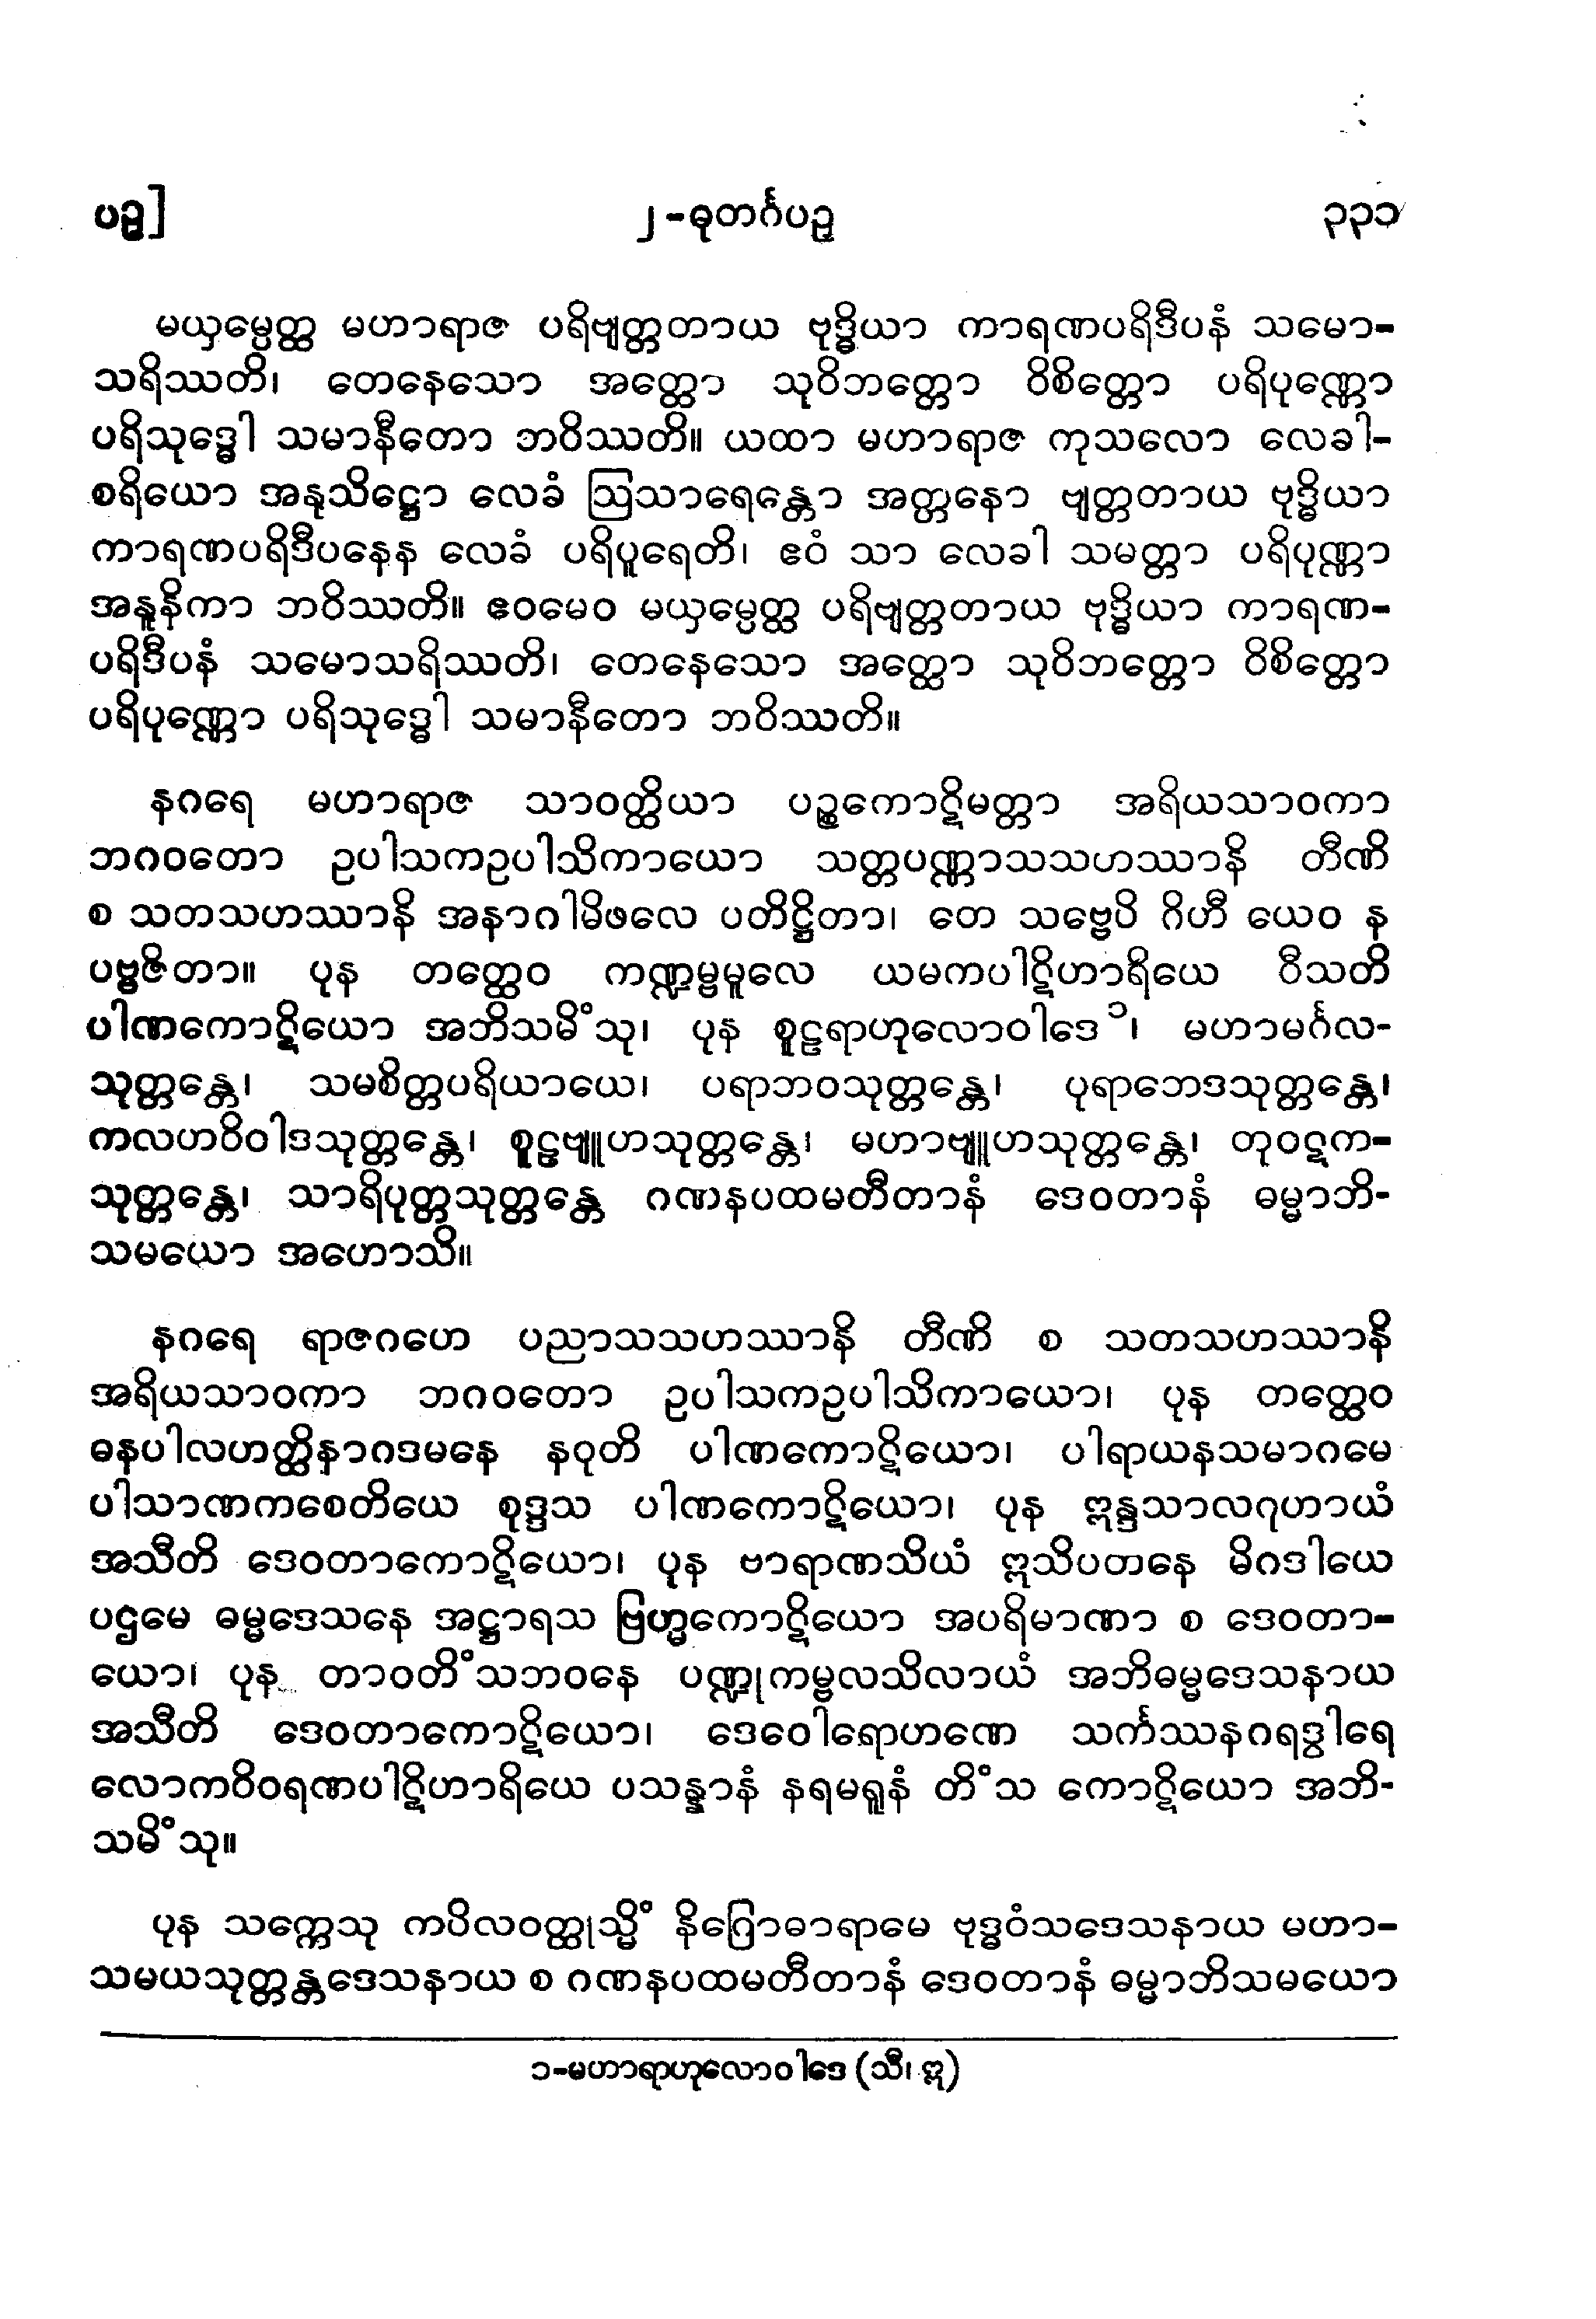 ပဉ္ဟ]
၂-ဓုတင်္ဂပဉှ
၃၃၁
မယှမ္ပေတ္ထ မဟာရာဇ ပရိဗျတ္တတာယ ဗုဒ္ဓိယာ ကာရဏပရိဒီပနံ သမော-
သရိဿတိ၊ တေနေသော အတ္ထော သုဝိဘတ္တော ဝိစိတ္တော ပရိပုဏ္ဏော
ပရိသုဒ္ဓေါ သမာနီတော ဘဝိဿတိ။ ယထာ မဟာရာဇ ကုသလော လေခါ-
စရိယော အနုသိဋ္ဌော လေခံ ဩသာရေန္တော အတ္တနော ဗျတ္တတာယ ဗုဒ္ဓိယာ
ကာရဏပရိဒီပနေန လေခံ ပရိပူရေတိ၊ ဧဝံ သာ လေခါ သမတ္တာ ပရိပုဏ္ဏာ
အနူနိကာ ဘဝိဿတိ။ ဧဝမေဝ မယှမ္ပေတ္ထ ပရိဗျတ္တတာယ ဗုဒ္ဓိယာ ကာရဏ-
ပရိဒီပနံ သမောသရိဿတိ၊ တေနေသော အတ္ထော သုဝိဘတ္တော ဝိစိတ္တော
ပရိပုဏ္ဏော ပရိသုဒ္ဓေါ သမာနီတော ဘဝိဿတိ။
နဂရေ မဟာရာဇ သာဝတ္ထိယာ ပဉ္စကောဋိမတ္တာ အရိယသာဝကာ
ဘဂဝတော ဥပါသကဥပါသိကာယော သတ္တပဏ္ဏာသသဟဿာနိ တီဏိ
စ သတသဟဿာနိ အနာဂါမိဖလေ ပတိဋ္ဌိတာ၊ တေ သဗ္ဗေပိ ဂိဟီ ယေဝ န
ပဗ္ဗဇိတာ။ ပုန တတ္ထေဝ ကဏ္ဍမ္ဗမူလေ ယမကပါဋိဟာရိယေ ဝီသတိ
ပါဏကောဋိယော အဘိသမိံသု၊ ပုန စူဠရာဟုလောဝါဒေ ၁၊ မဟာမင်္ဂလ-
သုတ္တန္တေ၊ သမစိတ္တပရိယာယေ၊ ပရာဘဝသုတ္တန္တေ၊ ပုရာဘေဒသုတ္တန္တေ၊
ကလဟဝိဝါဒသုတ္တန္တေ၊ စူဠဗျူဟသုတ္တန္တေ၊ မဟာဗျူဟသုတ္တန္တေ၊ တုဝဋက-
သုတ္တန္တေ၊ သာရိပုတ္တသုတ္တန္တေ ဂဏနပထမတီတာနံ ဒေဝတာနံ ဓမ္မာဘိ-
သမယော အဟောသိ။
နဂရေ ရာဇဂဟေ ပညာသသဟဿာနိ တီဏိ စ သတသဟဿာနိ
အရိယသာဝကာ ဘဂဝတော ဥပါသကဥပါသိကာယော၊ ပုန တတ္ထေဝ
ဓနပါလဟတ္ထိနာဂဒမနေ နဝုတိ ပါဏကောဋိယော၊ ပါရာယနသမာဂမေ
ပါသာဏကစေတိယေ စုဒ္ဒသ ပါဏကောဋိယော၊ ပုန ဣန္ဒသာလဂုဟာယံ
အသီတိ ဒေဝတာကောဋိယော၊ ပုန ဗာရာဏသိယံ ဣသိပတနေ မိဂဒါယေ
ပဌမေ ဓမ္မဒေသနေ အဋ္ဌာရသ ဗြဟ္မကောဋိယော အပရိမာဏာ စ ဒေဝတာ-
ယော၊ ပုန တာဝတိံသဘဝနေ ပဏ္ဍုကမ္ဗလသိလာယံ အဘိဓမ္မဒေသနာယ
အသီတိ ဒေဝတာကောဋိယော၊ ဒေဝေါရောဟဏေ သင်္ကဿနဂရဒွါရေ
လောကဝိဝရဏပါဋိဟာရိယေ ပသန္နာနံ နရမရူနံ တိံသ ကောဋိယော အဘိ-
သမိံသု။
ပုန သက္ကေသု ကပိလဝတ္ထုသ္မိံ နိဂြောဓာရာမေ ဗုဒ္ဓဝံသဒေသနာယ မဟာ-
သမယသုတ္တန္တဒေသနာယ စ ဂဏနပထမတီတာနံ ဒေဝတာနံ ဓမ္မာဘိသမယော
၁-မဟာရာဟုလောဝါဒေ (သီ၊ ဣ)